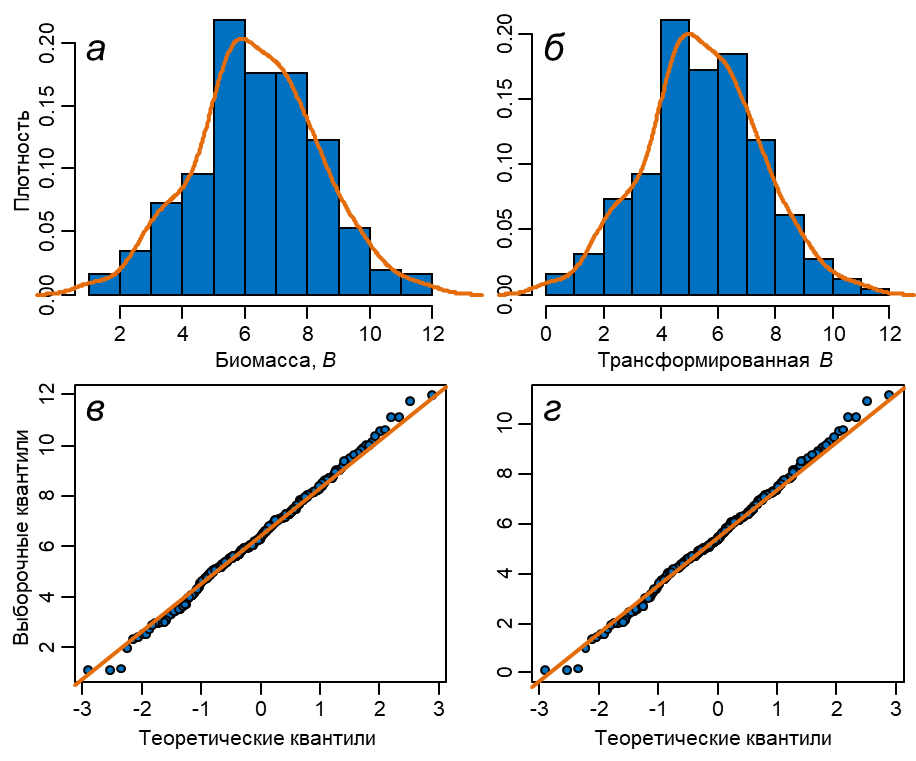 а
Плотность
0.00 0.05 0.10 0.15 0.20
2 4 6 8 10 12
Биомасса, B
б
0.00 0.05 0.10 0.15 0.20
0 2 4 6 8 10 12
Трансформированная B
в
Выборочные квантили
2 4 6 8 10 12
-3 -2 -1 0 1 2 3
Теоретические квантили
г
0 2 4 6 8 10
-3 -2 -1 0 1 2 3
Теоретические квантили